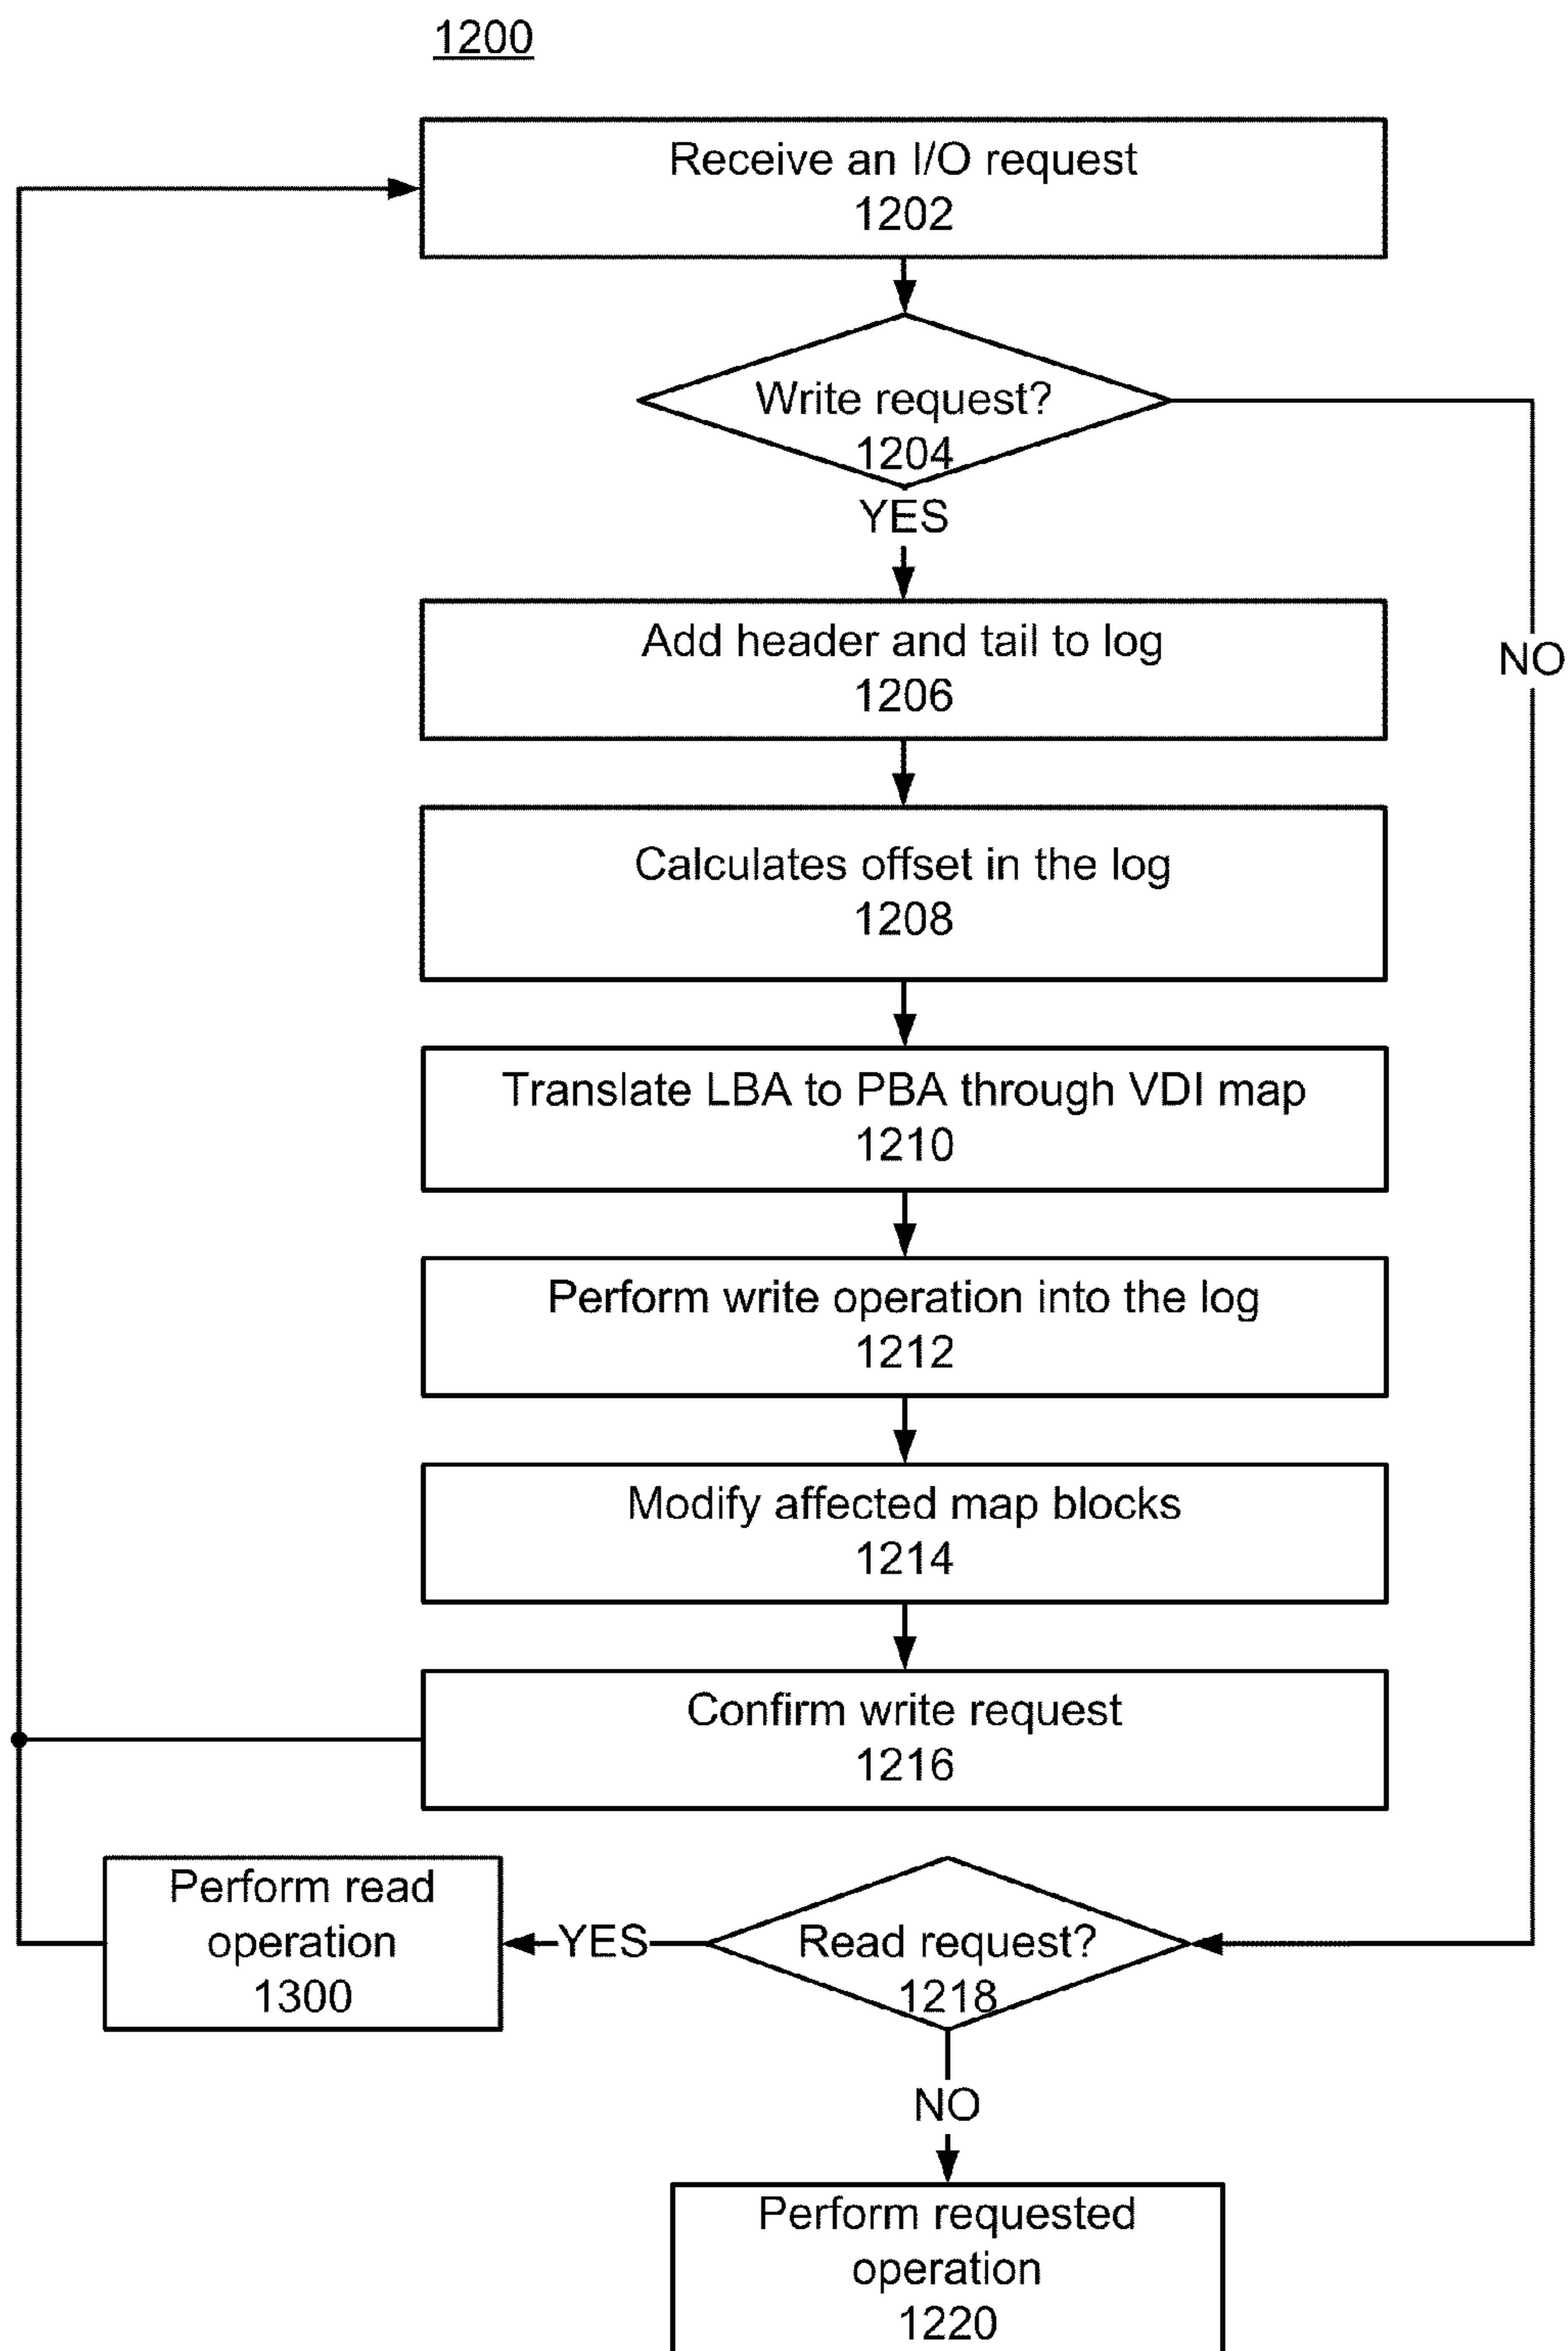 1200
Receive an I/O request
1202
Write request?
1204
YES
NO
Add header and tail to log
1206
Calculates offset in the log
1208
Translate LBA to PBA through VDI map
1210
Perform write operation into the log
1212
Modify affected map blocks
1214
Confirm write request
1216
Perform read
operation
1300
YES
Read request?
1218
NO
Perform requested
operation
1220